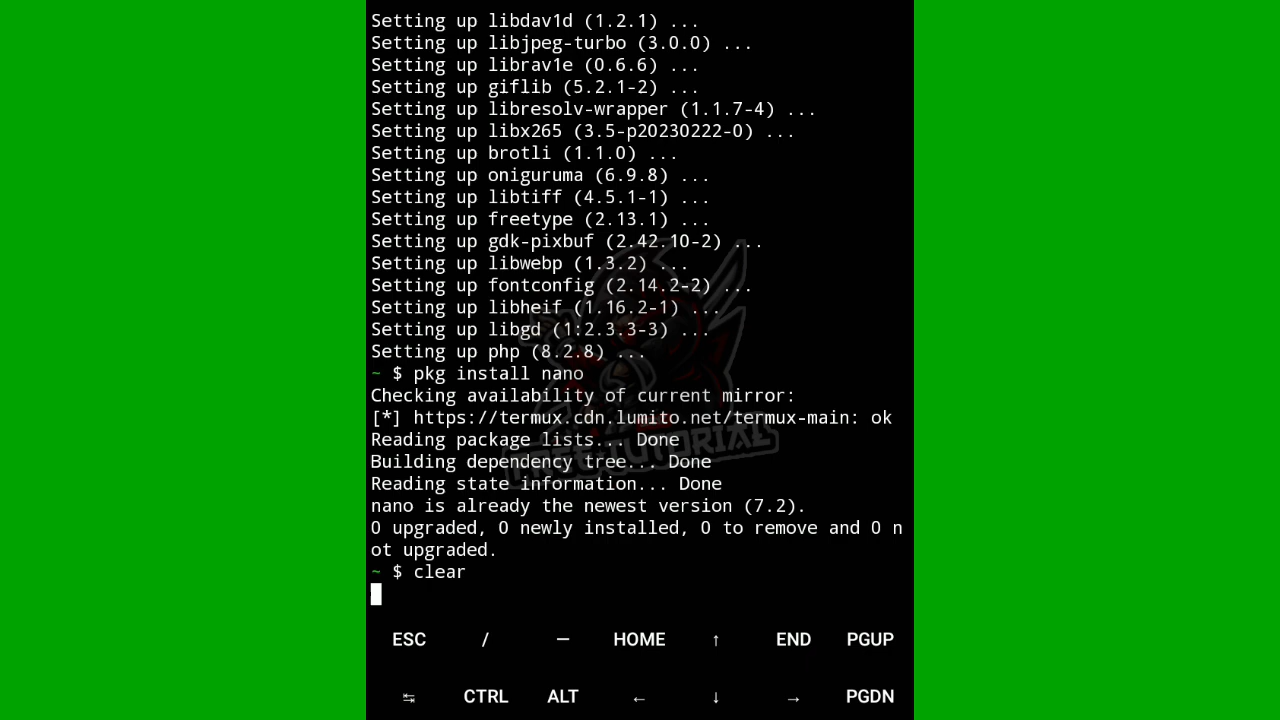 Setting up libdav1d (1.2.1) ...
Setting up libjpeg-turbo (3.0.0) ...
Setting up librav1e (0.6.6) ...
Setting up giflib (5.2.1-2) ...
Setting up libresolv-wrapper (1.1.7-4) ...
Setting up libx265 (3.5-p20230222-0) ...
Setting up brotli (1.1.0) ...
Setting up oniguruma (6.9.8) ...
Setting up libtiff (4.5.1-1) ...
Setting up freetype (2.13.1) ...
Setting up gdk-pixbuf (2.42.10-2) ...
Setting up libwebp (1.3.2) ...
Setting up fontconfig (2.14.2-2) ...
Setting up libheif (1.16.2-1) ...
Setting up libgd (1:2.3.3-3) ...
Setting up php (8.2.8) ...
~ $ pkg install nano
Checking availability of current mirror:
[*] https://termux.cdn.lumito.net/termux-main: ok
Reading package lists... Done
Building dependency tree... Done
Reading state information... Done
nano is already the newest version (7.2).
0 upgraded, 0 newly installed, 0 to remove and 0 n
ot upgraded.
~ $ clear
ESC / — HOME ↑ END PGUP
↹ CTRL ALT ← ↓ → PGDN
FREE TUTORIAL